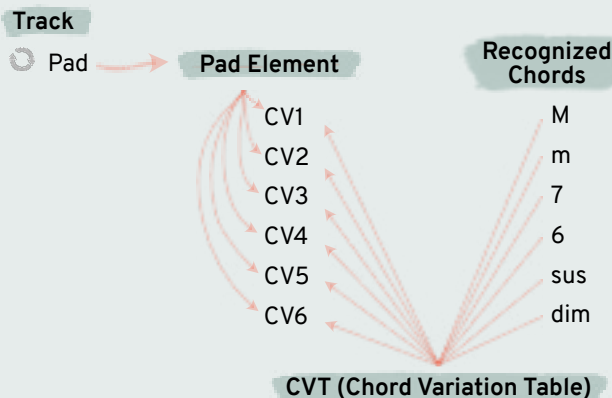 Track
Pad
Pad Element
Recognized
Chords
CV1
M
CV2
m
CV3
7
CV4
6
CV5
sus
CV6
dim
CVT (Chord Variation Table)